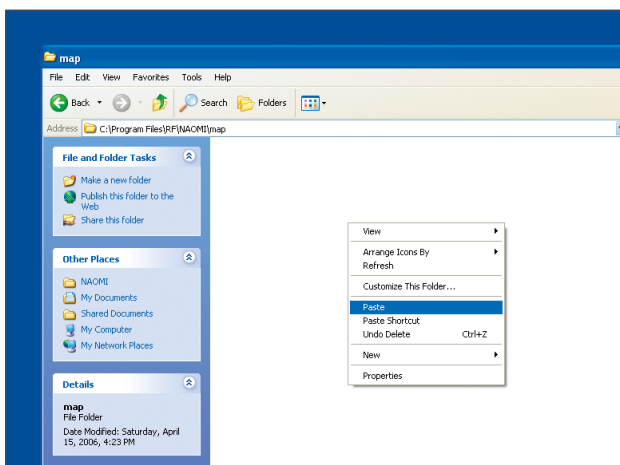 map
File Edit View Favorites Tools Help
Back Search Folders
Address C:\Program Files\RF\NAOMI\map
File and Folder Tasks
Make a new folder
Publish this folder to the
Web
Share this folder
Other Places
NAOMI
My Documents
Shared Documents
My Computer
My Network Places
Details
map
File Folder
Date Modified: Saturday, April
15, 2006, 4:23 PM
View
Arrange Icons By
Refresh
Customize This Folder...
Paste
Paste Shortcut
Undo Delete Ctrl+Z
New
Properties